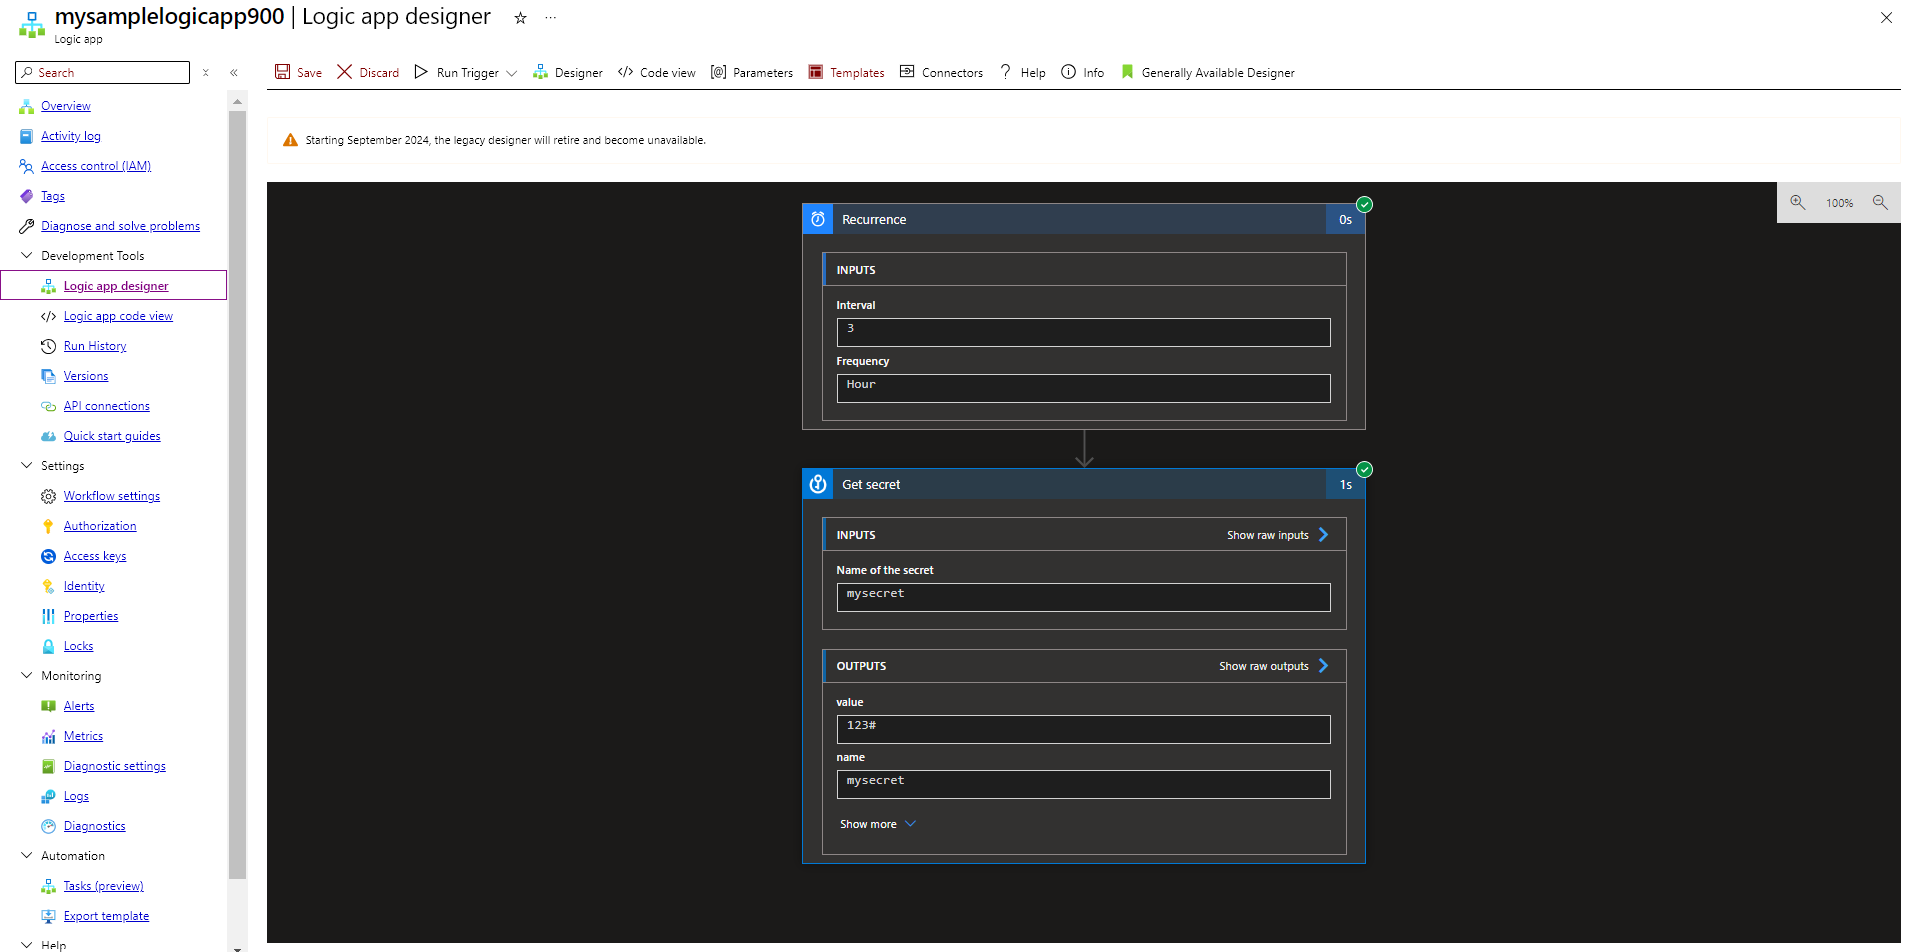 mysamplelogicapp900 | Logic app designer
Logic app
Search
Save
Discard
Run Trigger
Designer
</> Code view
[@] Parameters
Templates
Connectors
? Help
Info
Generally Available Designer
Overview
Activity log
Access control (IAM)
Tags
Diagnose and solve problems
Development Tools
Logic app designer
</> Logic app code view
Run History
Versions
API connections
Quick start guides
Settings
Workflow settings
Authorization
Access keys
Identity
Properties
Locks
Monitoring
Alerts
Metrics
Diagnostic settings
Logs
Diagnostics
Automation
Tasks (preview)
Export template
Help
Starting September 2024, the legacy designer will retire and become unavailable.
100%
Recurrence
0s
INPUTS
Interval
3
Frequency
Hour
Get secret
1s
INPUTS
Show raw inputs
Name of the secret
mysecret
OUTPUTS
Show raw outputs
value
123#
name
mysecret
Show more